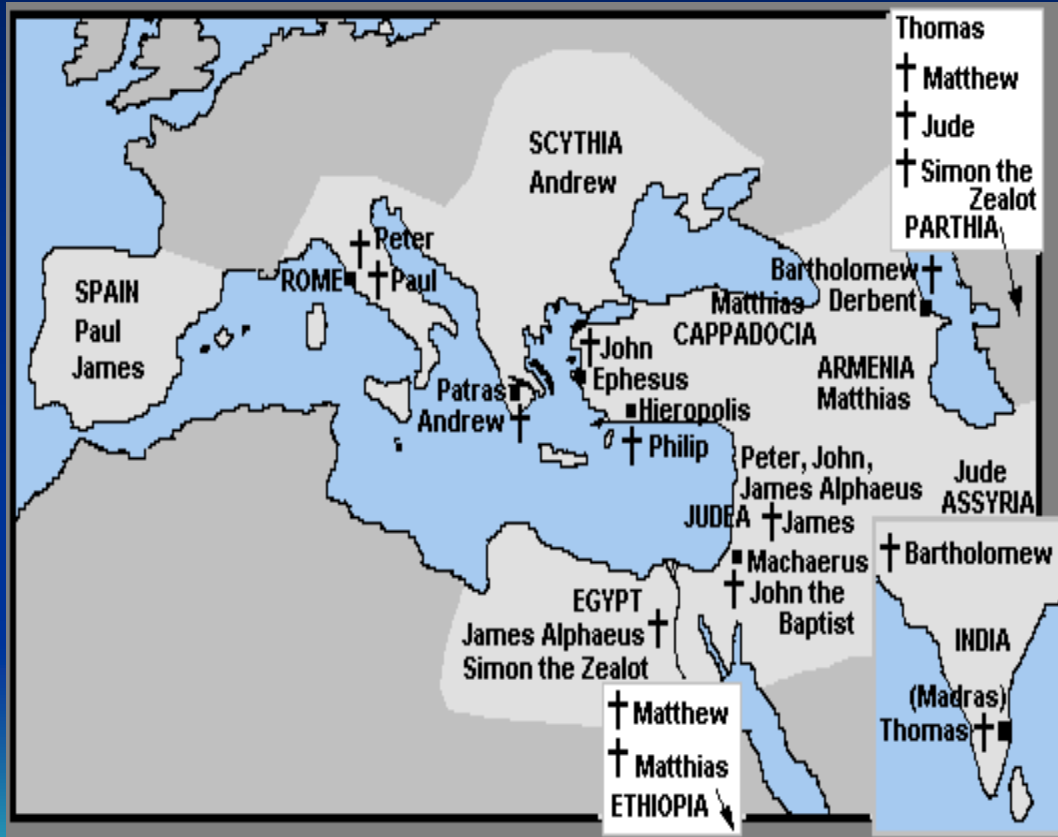 Thomas
† Matthew
† Jude
† Simon the
Zealot
PARTHIA
SCYTHIA
Andrew
† Peter
ROME † Paul
SPAIN
Paul
James
Bartholomew †
Matthias Derbent
CAPPADOCIA
† John
Ephesus
ARMENIA
Matthias
Patras
Andrew †
Hieropolis
† Philip
Peter, John,
James Alphaeus
JUDEA † James
Jude
ASSYRIA
Machaerus
† John the
Baptist
EGYPT
James Alphaeus †
Simon the Zealot
† Matthew
† Matthias
ETHIOPIA
† Bartholomew
INDIA
(Madras)
Thomas †